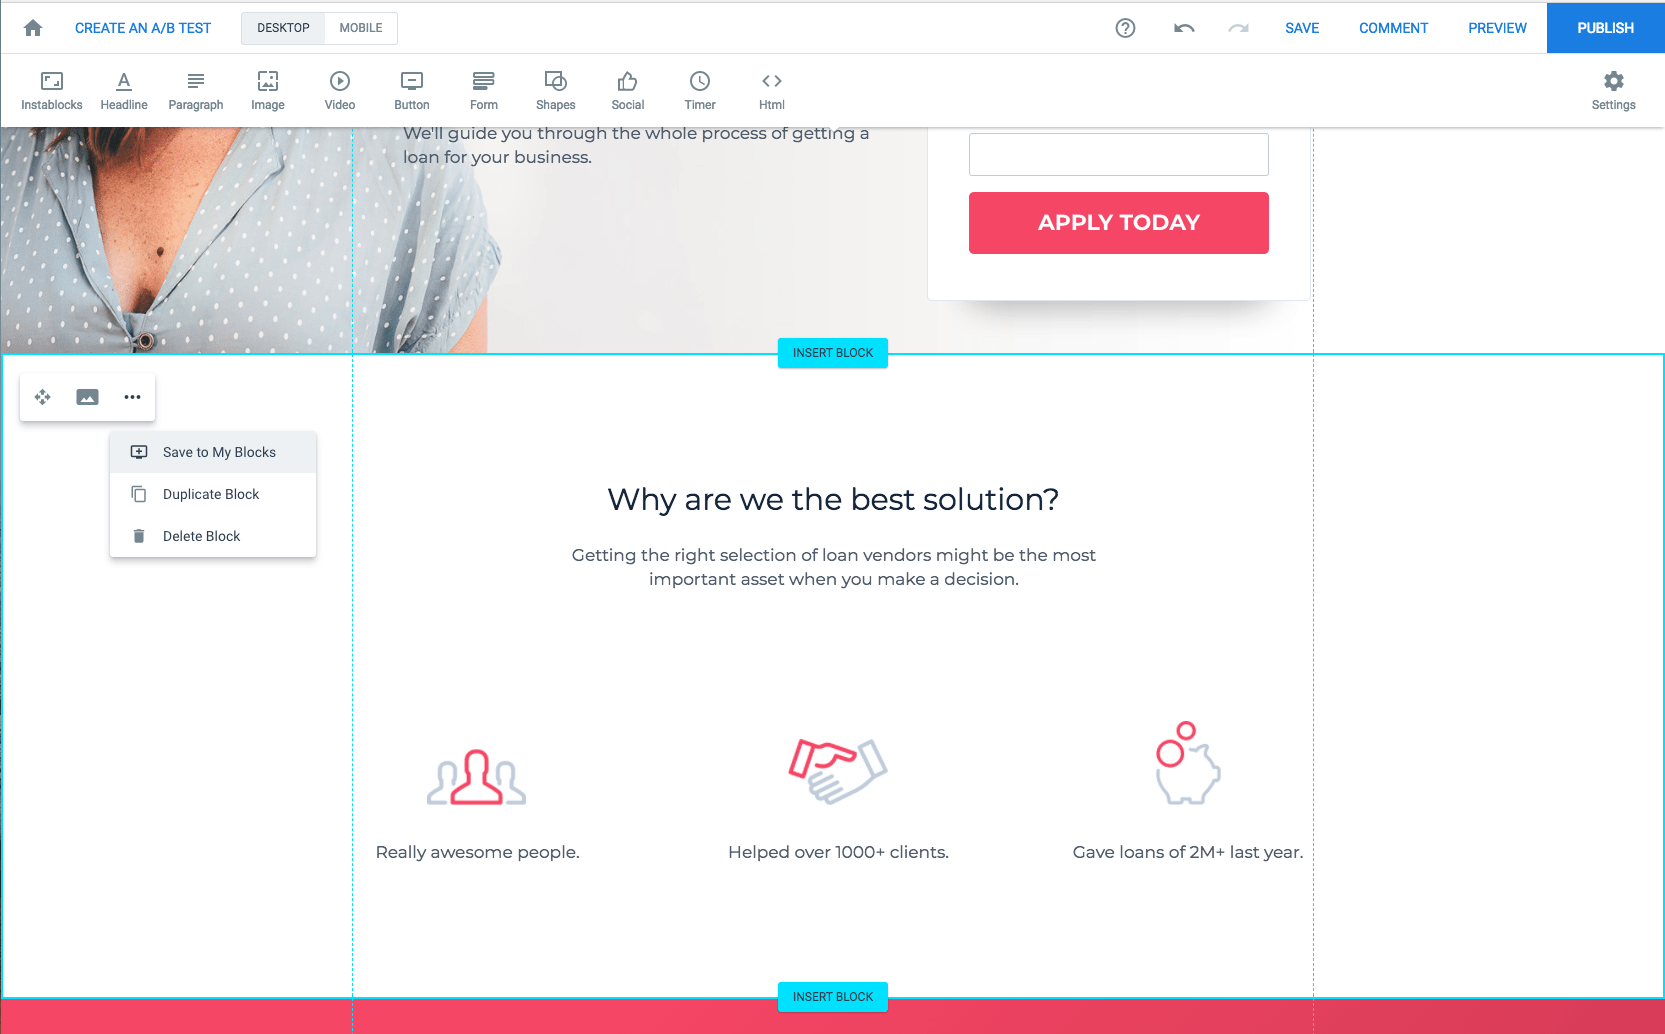 CREATE AN A/B TEST
DESKTOP
MOBILE
SAVE
COMMENT
PREVIEW
PUBLISH
Instablocks
Headline
Paragraph
Image
Video
Button
Form
Shapes
Social
Timer
Html
Settings
We'll guide you through the whole process of getting a
loan for your business.
APPLY TODAY
INSERT BLOCK
Save to My Blocks
Duplicate Block
Delete Block
Why are we the best solution?
Getting the right selection of loan vendors might be the most
important asset when you make a decision.
Really awesome people.
Helped over 1000+ clients.
Gave loans of 2M+ last year.
INSERT BLOCK